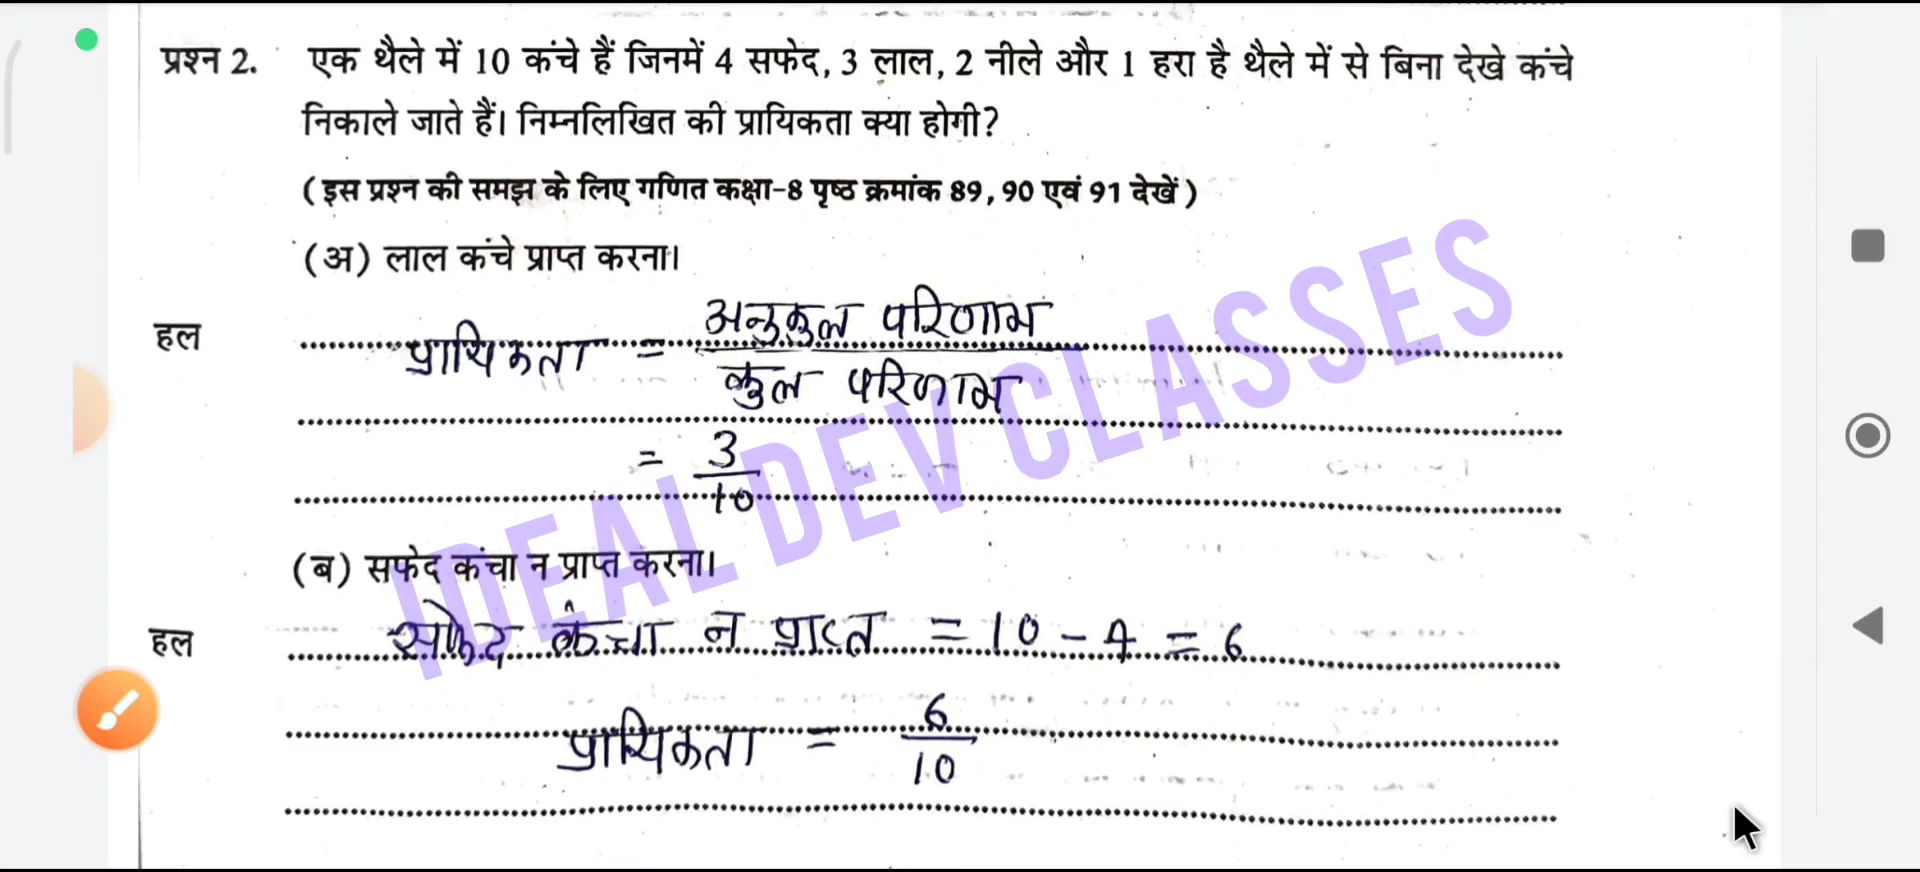 प्रश्न 2. एक थैले में 10 कंचे हैं जिनमें 4 सफेद, 3 लाल, 2 नीले और 1 हरा है थैले में से बिना देखे कंचे
निकाले जाते हैं। निम्नलिखित की प्रायिकता क्या होगी?
(इस प्रश्न की समझ के लिए गणित कक्षा-8 पृष्ठ क्रमांक 89, 90 एवं 91 देखें)
(अ) लाल कंचे प्राप्त करना।
हल प्रायिकता = अनुकुल परिणाम
कुल परिणाम
= 3
10
(ब) सफेद कंचा न प्राप्त करना।
हल सफेद कंचा न प्राप्त = 10 - 4 = 6
प्रायिकता = 6
10
IDEAL DEV CLASSES